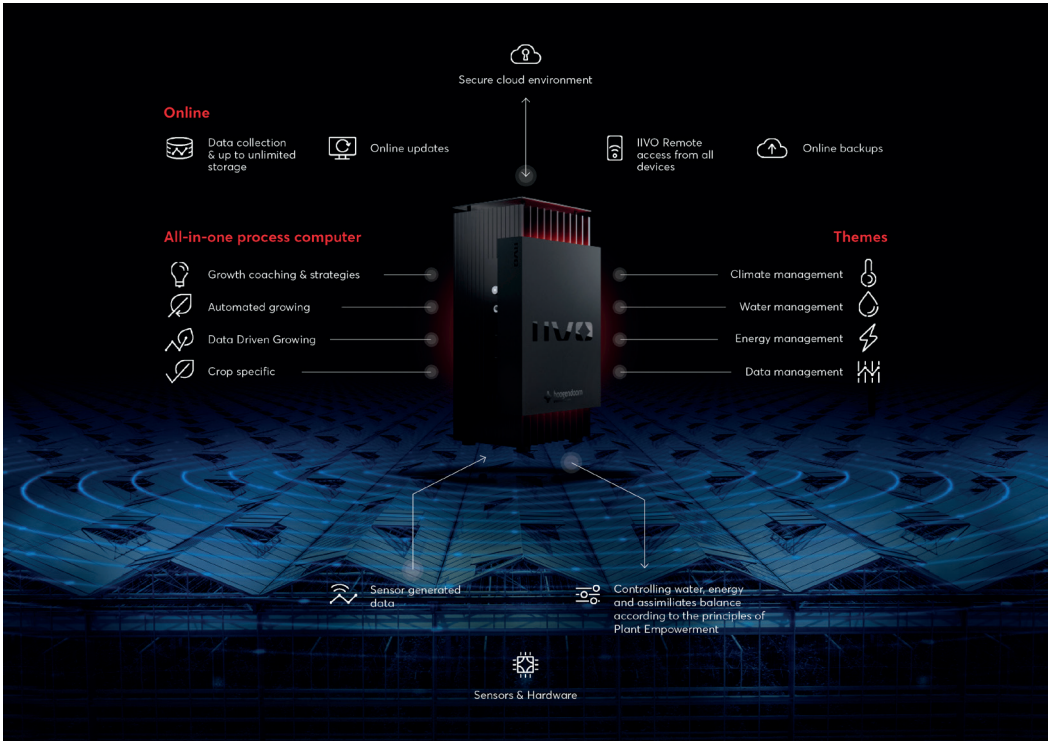 Secure cloud environment
Online
Data collection
& up to unlimited
storage
Online updates
IIVO Remote
access from all
devices
Online backups
All-in-one process computer
Growth coaching & strategies
Automated growing
Data Driven Growing
Crop specific
Themes
Climate management
Water management
Energy management
Data management
IIVO
IIVO
hoogendoorn
Sensor generated
data
Controlling water, energy
and assimiliates balance
according to the principles of
Plant Empowerment
Sensors & Hardware